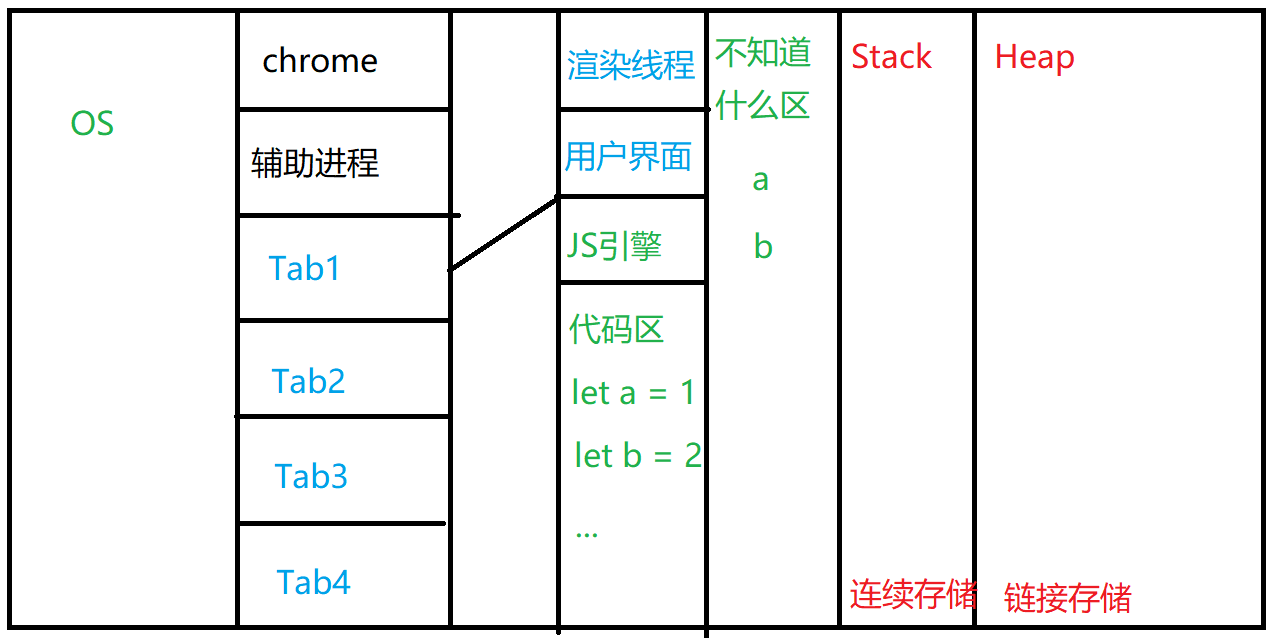 OS
chrome
辅助进程
Tab1
Tab2
Tab3
Tab4
渲染线程
用户界面
JS引擎
代码区
let a = 1
let b = 2
...
不知道
什么区
a
b
Stack
连续存储
Heap
链接存储